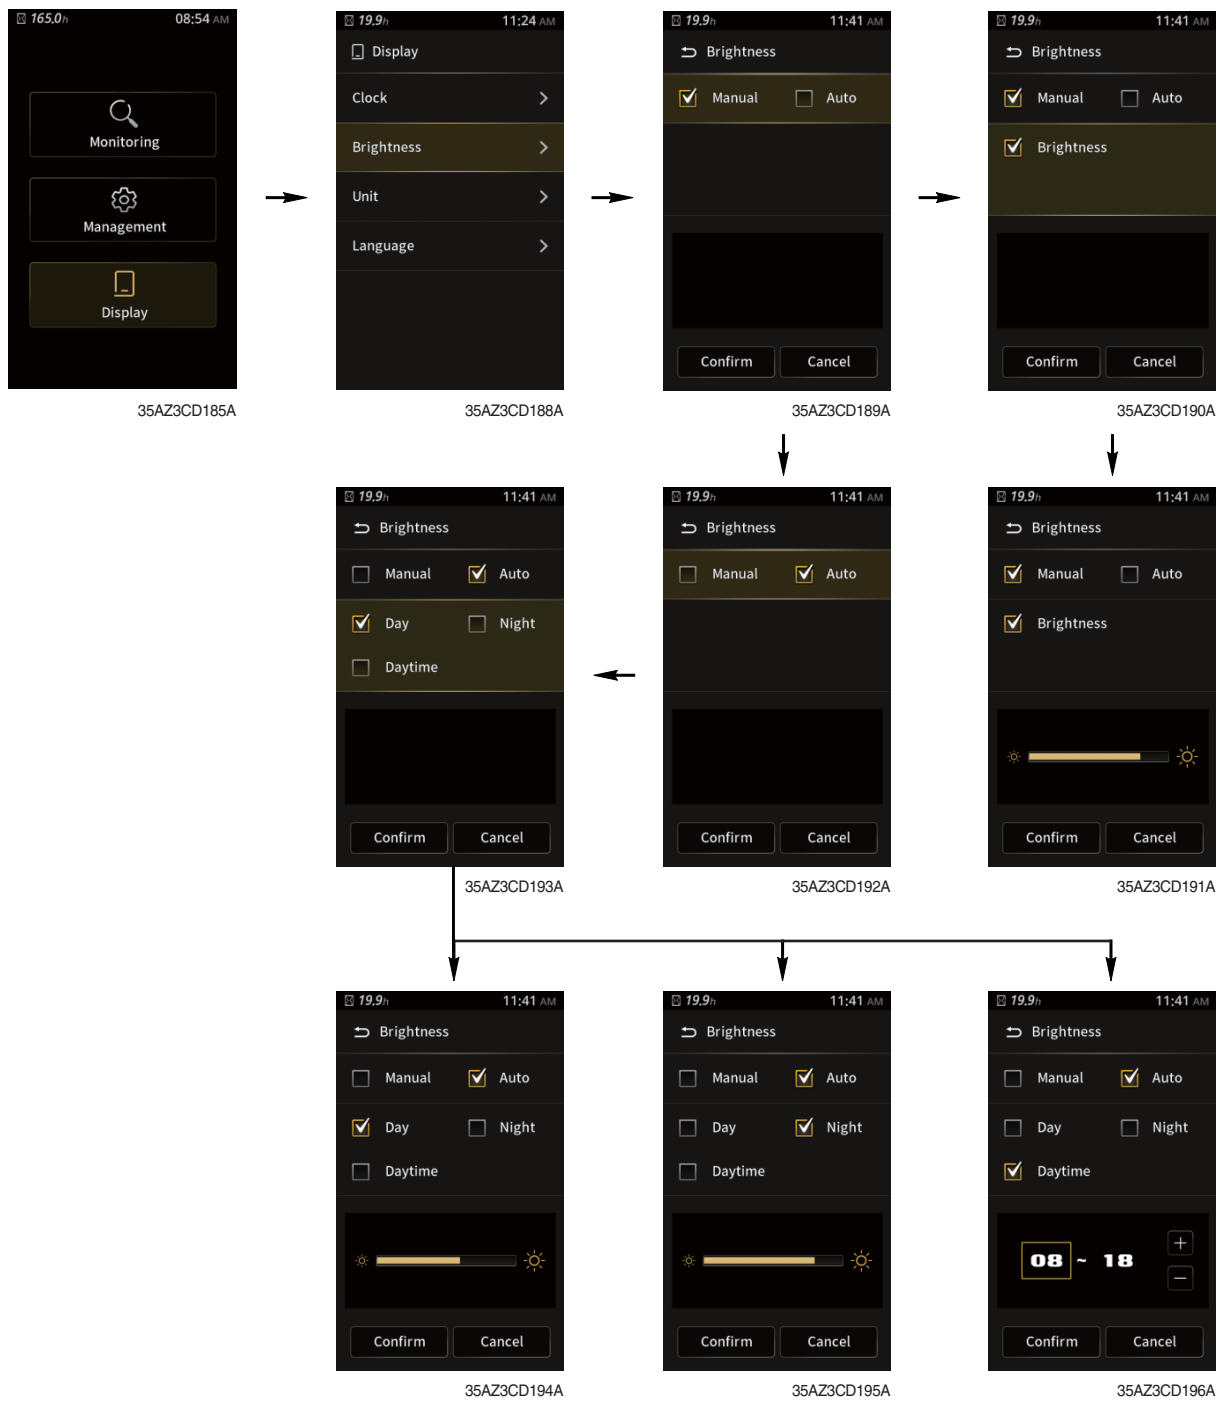 165.0h 08:54 AM
Monitoring
Management
Display
35AZ3CD185A
19.9h 11:24 AM
Display
Clock
Brightness
Unit
Language
35AZ3CD188A
19.9h 11:41 AM
Brightness
Manual Auto
Confirm Cancel
35AZ3CD189A
19.9h 11:41 AM
Brightness
Manual Auto
Brightness
Confirm Cancel
35AZ3CD190A
19.9h 11:41 AM
Brightness
Manual Auto
Day Night
Daytime
Confirm Cancel
35AZ3CD193A
19.9h 11:41 AM
Brightness
Manual Auto
Confirm Cancel
35AZ3CD192A
19.9h 11:41 AM
Brightness
Manual Auto
Brightness
Confirm Cancel
35AZ3CD191A
19.9h 11:41 AM
Brightness
Manual Auto
Day Night
Daytime
Confirm Cancel
35AZ3CD194A
19.9h 11:41 AM
Brightness
Manual Auto
Day Night
Daytime
Confirm Cancel
35AZ3CD195A
19.9h 11:41 AM
Brightness
Manual Auto
Day Night
Daytime
08 ~ 18
+
−
Confirm Cancel
35AZ3CD196A